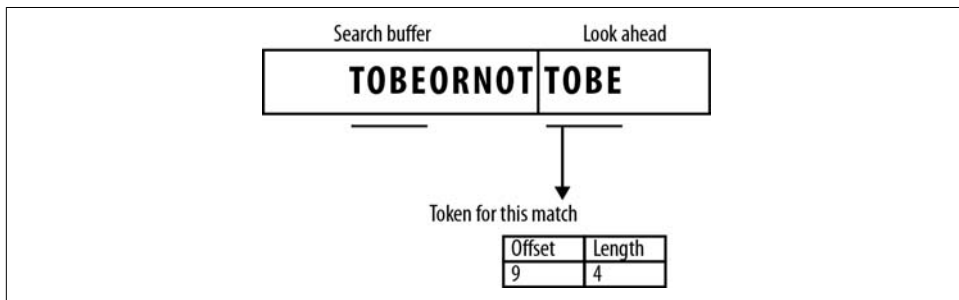 Search buffer Look ahead
TOBEORNOT TOBE
Token for this match
Offset Length
9 4